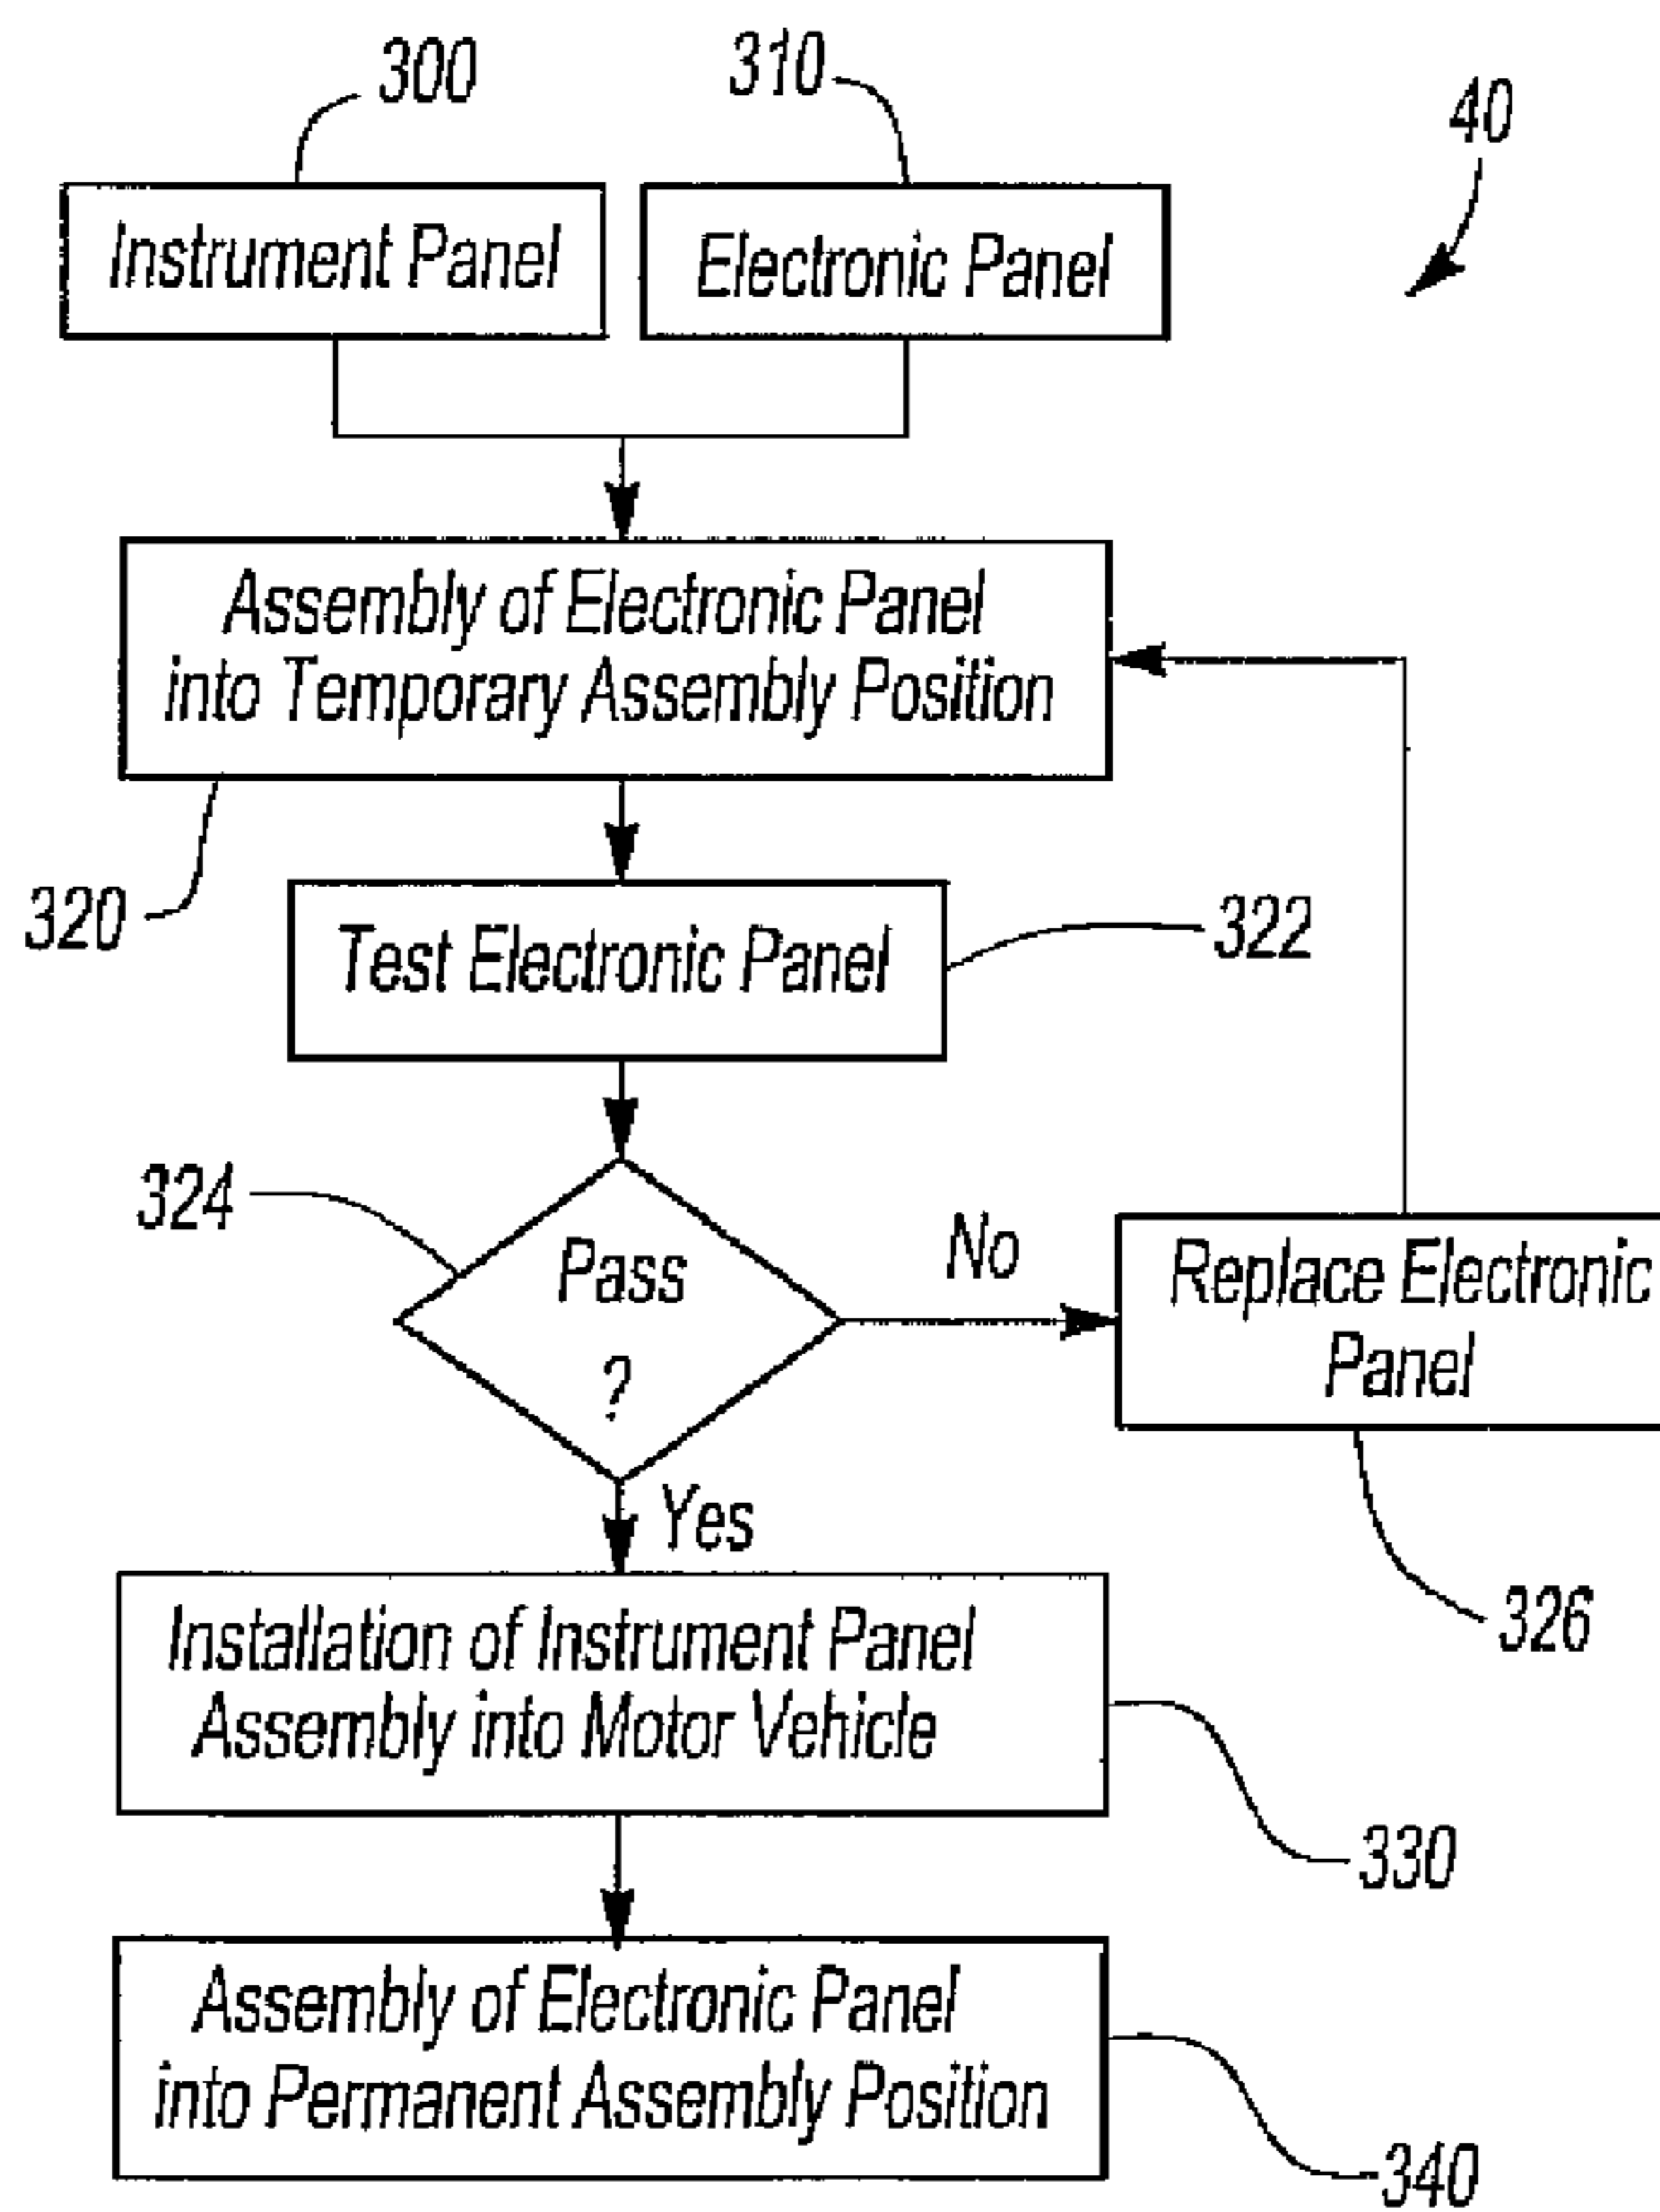 300
310
40
Instrument Panel
Electronic Panel
Assembly of Electronic Panel
into Temporary Assembly Position
320
Test Electronic Panel
322
324
Pass
?
No
Replace Electronic
Panel
Yes
326
Installation of Instrument Panel
Assembly into Motor Vehicle
330
Assembly of Electronic Panel
into Permanent Assembly Position
340